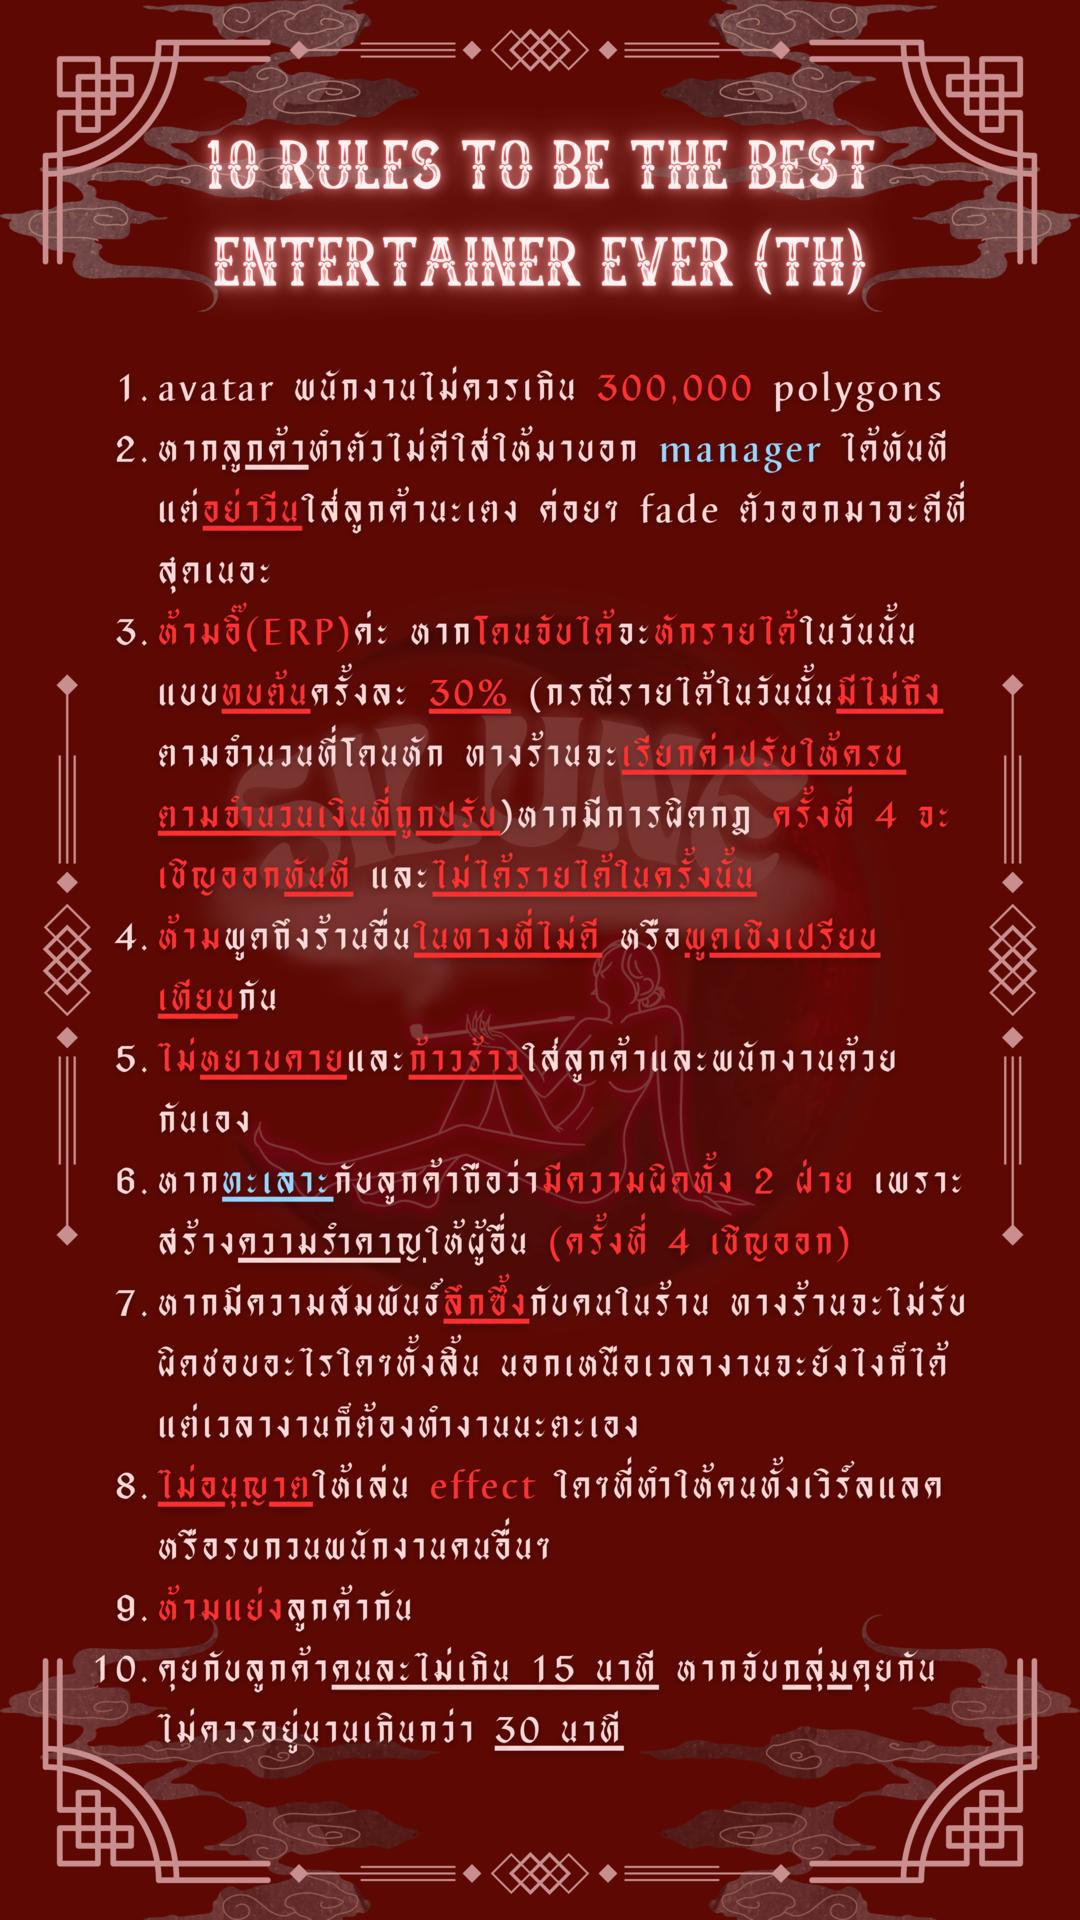 10 RULES TO BE THE BEST
ENTERTAINER EVER (TH)
1. avatar พนักงานไม่ควรเกิน 300,000 polygons
2. หากลูกค้าทำตัวไม่ดีใส่ให้มาบอก manager ได้ทันที
แต่อย่าวีนใส่ลูกค้านะเตง ค่อยๆ fade ตัวออกมาจะดีที่
สุดเนอะ
3. ห้ามอึ๊(ERP)ค่ะ หากโดนจับได้จะหักรายได้ในวันนั้น
แบบทบต้นครั้งละ 30% (กรณีรายได้ในวันนั้นมีไม่ถึง
ตามจำนวนที่โดนหัก ทางร้านจะเรียกค่าปรับให้ครบ
ตามจำนวนเงินที่ถูกปรับ)หากมีการผิดกฎ ครั้งที่ 4 จะ
เชิญออกทันที และไม่ได้รายได้ในครั้งนั้น
4. ห้ามพูดถึงร้านอื่นในทางที่ไม่ดี หรือพูดเชิงเปรียบ
เทียบกัน
5. ไม่หยาบคายและก้าวร้าวใส่ลูกค้าและพนักงานด้วย
กันเอง
6. หากทะเลาะกับลูกค้าถือว่ามีความผิดทั้ง 2 ฝ่าย เพราะ
สร้างความรำคาญให้ผู้อื่น (ครั้งที่ 4 เชิญออก)
7. หากมีความสัมพันธ์ลึกซึ้งกับคนในร้าน ทางร้านจะไม่รับ
ผิดชอบอะไรใดๆทั้งสิ้น นอกเหนือเวลางานจะยังไงก็ได้
แต่เวลางานก็ต้องทำงานนะตะเอง
8. ไม่อนุญาตให้เล่น effect ใดๆที่ทำให้คนทั้งเวิร์ลแลค
หรือรบกวนพนักงานคนอื่นๆ
9. ห้ามแย่งลูกค้ากัน
10. คุยกับลูกค้าคนละไม่เกิน 15 นาที หากจับกลุ่มคุยกัน
ไม่ควรอยู่นานเกินกว่า 30 นาที